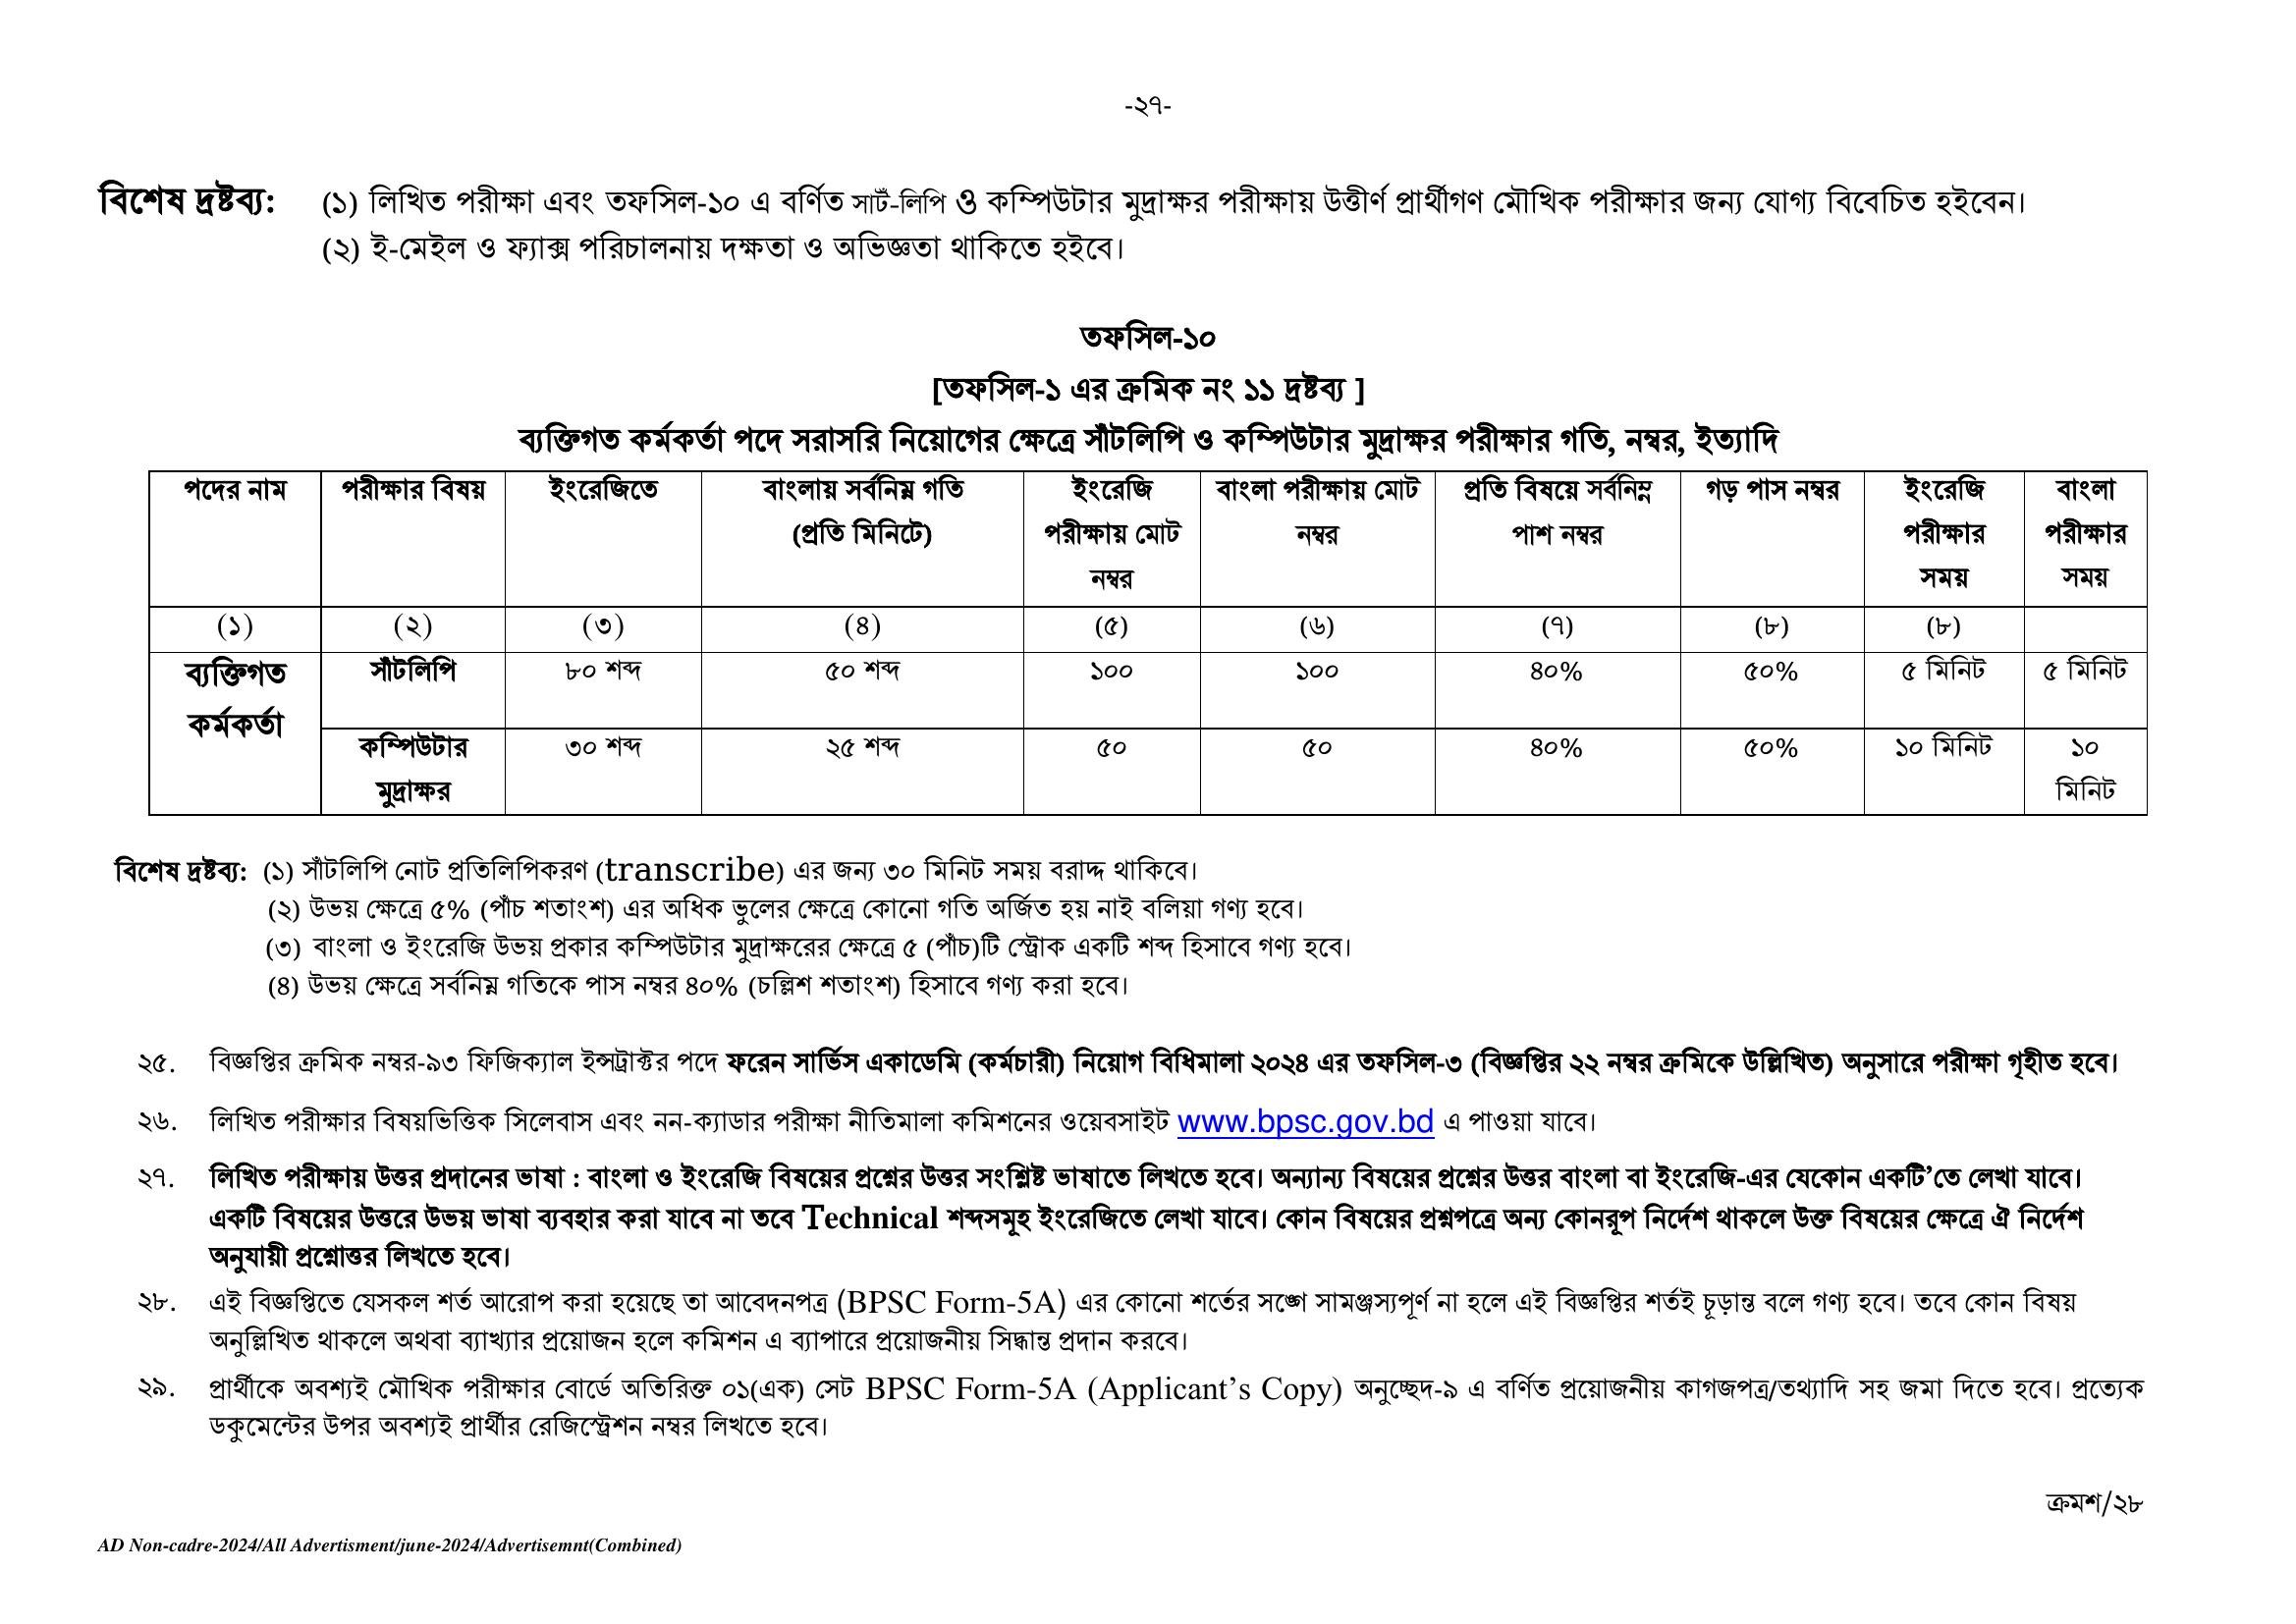 -২৭-
বিশেষ দ্রষ্টব্য: (১) লিখিত পরীক্ষা এবং তফসিল-১০ এ বর্ণিত সার্ট-লিপি ও কম্পিউটার মুদ্রাক্ষর পরীক্ষায় উত্তীর্ণ প্রার্থীগণ মৌখিক পরীক্ষার জন্য যোগ্য বিবেচিত হইবেন।
(২) ই-মেইল ও ফ্যাক্স পরিচালনায় দক্ষতা ও অভিজ্ঞতা থাকিতে হইবে।
তফসিল-১০
[তফসিল-১ এর ক্রমিক নং ১১ দ্রষ্টব্য ]
ব্যক্তিগত কর্মকর্তা পদে সরাসরি নিয়োগের ক্ষেত্রে সাঁটলিপি ও কম্পিউটার মুদ্রাক্ষর পরীক্ষার গতি, নম্বর, ইত্যাদি
পদের নাম পরীক্ষার বিষয় ইংরেজিতে বাংলায় সর্বনিম্ন গতি ইংরেজি বাংলা পরীক্ষায় মোট প্রতি বিষয়ে সর্বনিম্ন গড় পাস নম্বর ইংরেজি বাংলা
(প্রতি মিনিটে) পরীক্ষায় মোট নম্বর পাশ নম্বর পরীক্ষার পরীক্ষার
নম্বর সময় সময়
(১) (২) (৩) (৪) (৫) (৬) (৭) (৮) (৮)
ব্যক্তিগত সাঁটলিপি ৮০ শব্দ ৫০ শব্দ ১০০ ১০০ ৪০% ৫০% ৫ মিনিট ৫ মিনিট
কর্মকর্তা
কম্পিউটার ৩০ শব্দ ২৫ শব্দ ৫০ ৫০ ৪০% ৫০% ১০ মিনিট ১০
মুদ্রাক্ষর মিনিট
বিশেষ দ্রষ্টব্য: (১) সাঁটলিপি নোট প্রতিলিপিকরণ (transcribe) এর জন্য ৩০ মিনিট সময় বরাদ্দ থাকিবে।
(২) উভয় ক্ষেত্রে ৫% (পাঁচ শতাংশ) এর অধিক ভুলের ক্ষেত্রে কোনো গতি অর্জিত হয় নাই বলিয়া গণ্য হবে।
(৩) বাংলা ও ইংরেজি উভয় প্রকার কম্পিউটার মুদ্রাক্ষরের ক্ষেত্রে ৫ (পাঁচ)টি স্ট্রোক একটি শব্দ হিসাবে গণ্য হবে।
(৪) উভয় ক্ষেত্রে সর্বনিম্ন গতিকে পাস নম্বর ৪০% (চল্লিশ শতাংশ) হিসাবে গণ্য করা হবে।
২৫. বিজ্ঞপ্তির ক্রমিক নম্বর-৯৩ ফিজিক্যাল ইন্সট্রাক্টর পদে ফরেন সার্ভিস একাডেমি (কর্মচারী) নিয়োগ বিধিমালা ২০২৪ এর তফসিল-৩ (বিজ্ঞপ্তির ২২ নম্বর ক্রমিকে উল্লিখিত) অনুসারে পরীক্ষা গৃহীত হবে।
২৬. লিখিত পরীক্ষার বিষয়ভিত্তিক সিলেবাস এবং নন-ক্যাডার পরীক্ষা নীতিমালা কমিশনের ওয়েবসাইট www.bpsc.gov.bd এ পাওয়া যাবে।
২৭. লিখিত পরীক্ষায় উত্তর প্রদানের ভাষা : বাংলা ও ইংরেজি বিষয়ের প্রশ্নের উত্তর সংশ্লিষ্ট ভাষাতে লিখতে হবে। অন্যান্য বিষয়ের প্রশ্নের উত্তর বাংলা বা ইংরেজি-এর যেকোন একটি’তে লেখা যাবে।
একটি বিষয়ের উত্তরে উভয় ভাষা ব্যবহার করা যাবে না তবে Technical শব্দসমূহ ইংরেজিতে লেখা যাবে। কোন বিষয়ের প্রশ্নপত্রে অন্য কোনরূপ নির্দেশ থাকলে উক্ত বিষয়ের ক্ষেত্রে ঐ নির্দেশ
অনুযায়ী প্রশ্নোত্তর লিখতে হবে।
২৮. এই বিজ্ঞপ্তিতে যেসকল শর্ত আরোপ করা হয়েছে তা আবেদনপত্র (BPSC Form-5A) এর কোনো শর্তের সঙ্গে সামঞ্জস্যপূর্ণ না হলে এই বিজ্ঞপ্তির শর্তই চূড়ান্ত বলে গণ্য হবে। তবে কোন বিষয়
অনুল্লিখিত থাকলে অথবা ব্যাখ্যার প্রয়োজন হলে কমিশন এ ব্যাপারে প্রয়োজনীয় সিদ্ধান্ত প্রদান করবে।
২৯. প্রার্থীকে অবশ্যই মৌখিক পরীক্ষার বোর্ডে অতিরিক্ত ০১(এক) সেট BPSC Form-5A (Applicant’s Copy) অনুচ্ছেদ-৯ এ বর্ণিত প্রয়োজনীয় কাগজপত্র/তথ্যাদি সহ জমা দিতে হবে। প্রত্যেক
ডকুমেন্টের উপর অবশ্যই প্রার্থীর রেজিস্ট্রেশন নম্বর লিখতে হবে।
ক্রমশ/২৮
AD Non-cadre-2024/All Advertisment/june-2024/Advertisemnt(Combined)